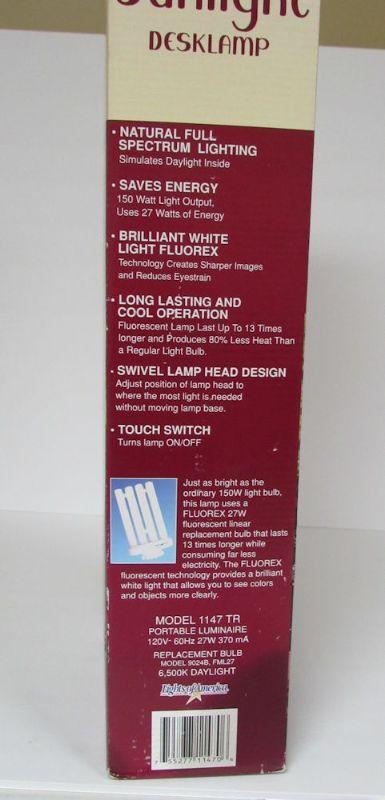 Sunlight
DESKLAMP
• NATURAL FULL
SPECTRUM LIGHTING
Simulates Daylight Inside
• SAVES ENERGY
150 Watt Light Output,
Uses 27 Watts of Energy
• BRILLIANT WHITE
LIGHT FLUOREX
Technology Creates Sharper Images
and Reduces Eyestrain
• LONG LASTING AND
COOL OPERATION
Fluorescent Lamp Last Up To 13 Times
longer and Produces 80% Less Heat Than
a Regular Light Bulb.
• SWIVEL LAMP HEAD DESIGN
Adjust position of lamp head to
where the most light is needed
without moving lamp base.
• TOUCH SWITCH
Turns lamp ON/OFF
Just as bright as the
ordinary 150W light bulb,
this lamp uses a
FLUOREX 27W
fluorescent linear
replacement bulb that lasts
13 times longer while
consuming far less
electricity. The FLUOREX
fluorescent technology provides a brilliant
white light that allows you to see colors
and objects more clearly.
MODEL 1147 TR
PORTABLE LUMINAIRE
120V- 60Hz 27W 370 mA
REPLACEMENT BULB
MODEL 9024B, FML27
6,500K DAYLIGHT
Lights of America
7 55277 11470 4